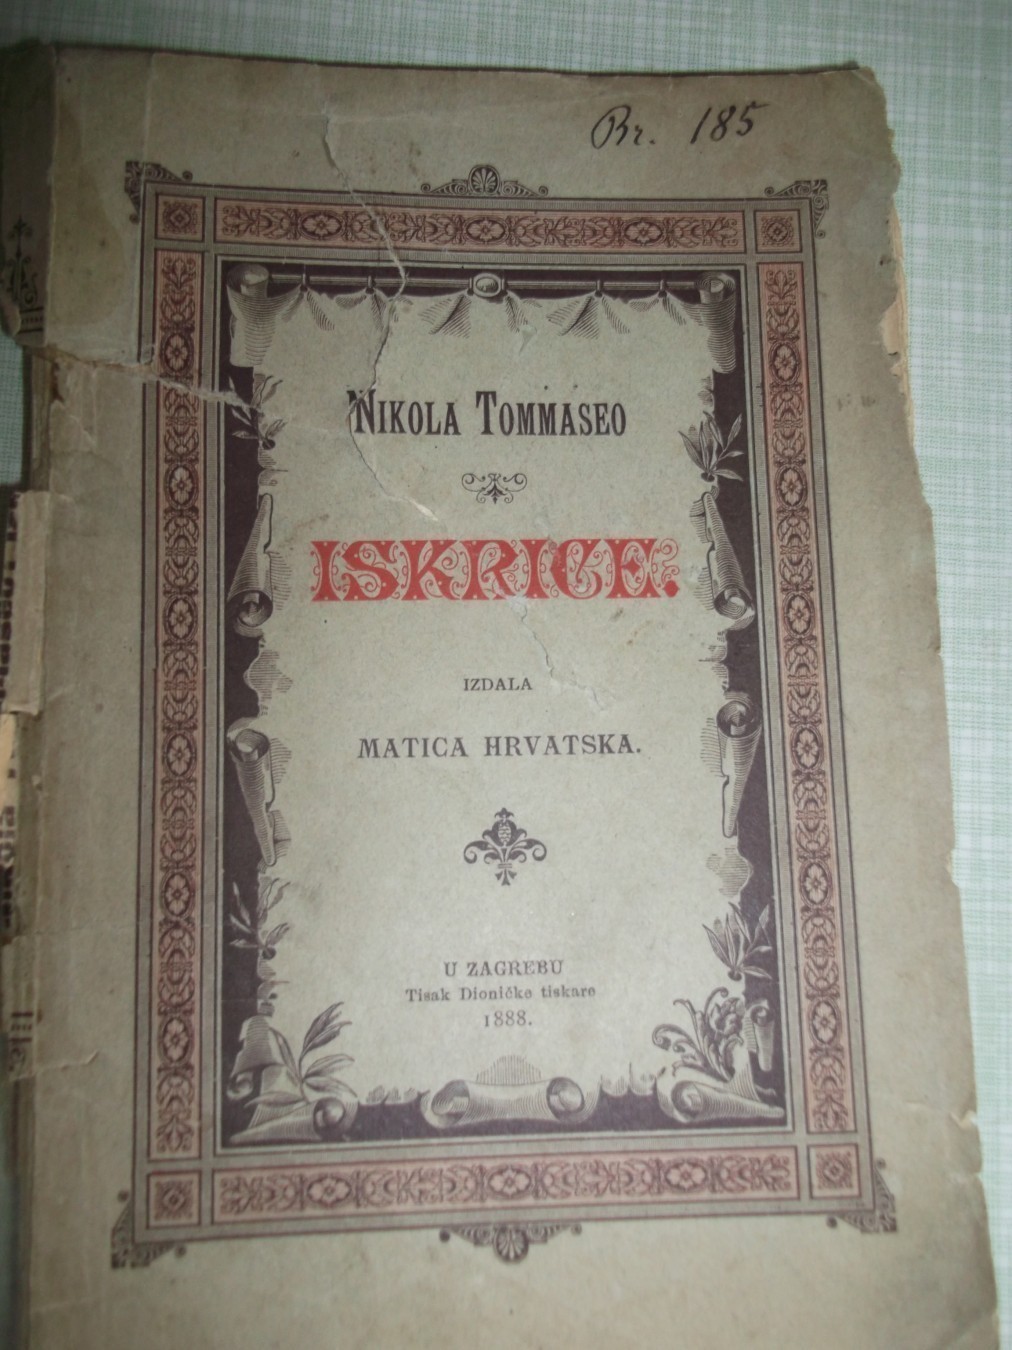 Br. 185
NIKOLA TOMMASEO
ISKRICE.
IZDALA
MATICA HRVATSKA.
U ZAGREBU
Tisak Dioničke tiskare
1888.